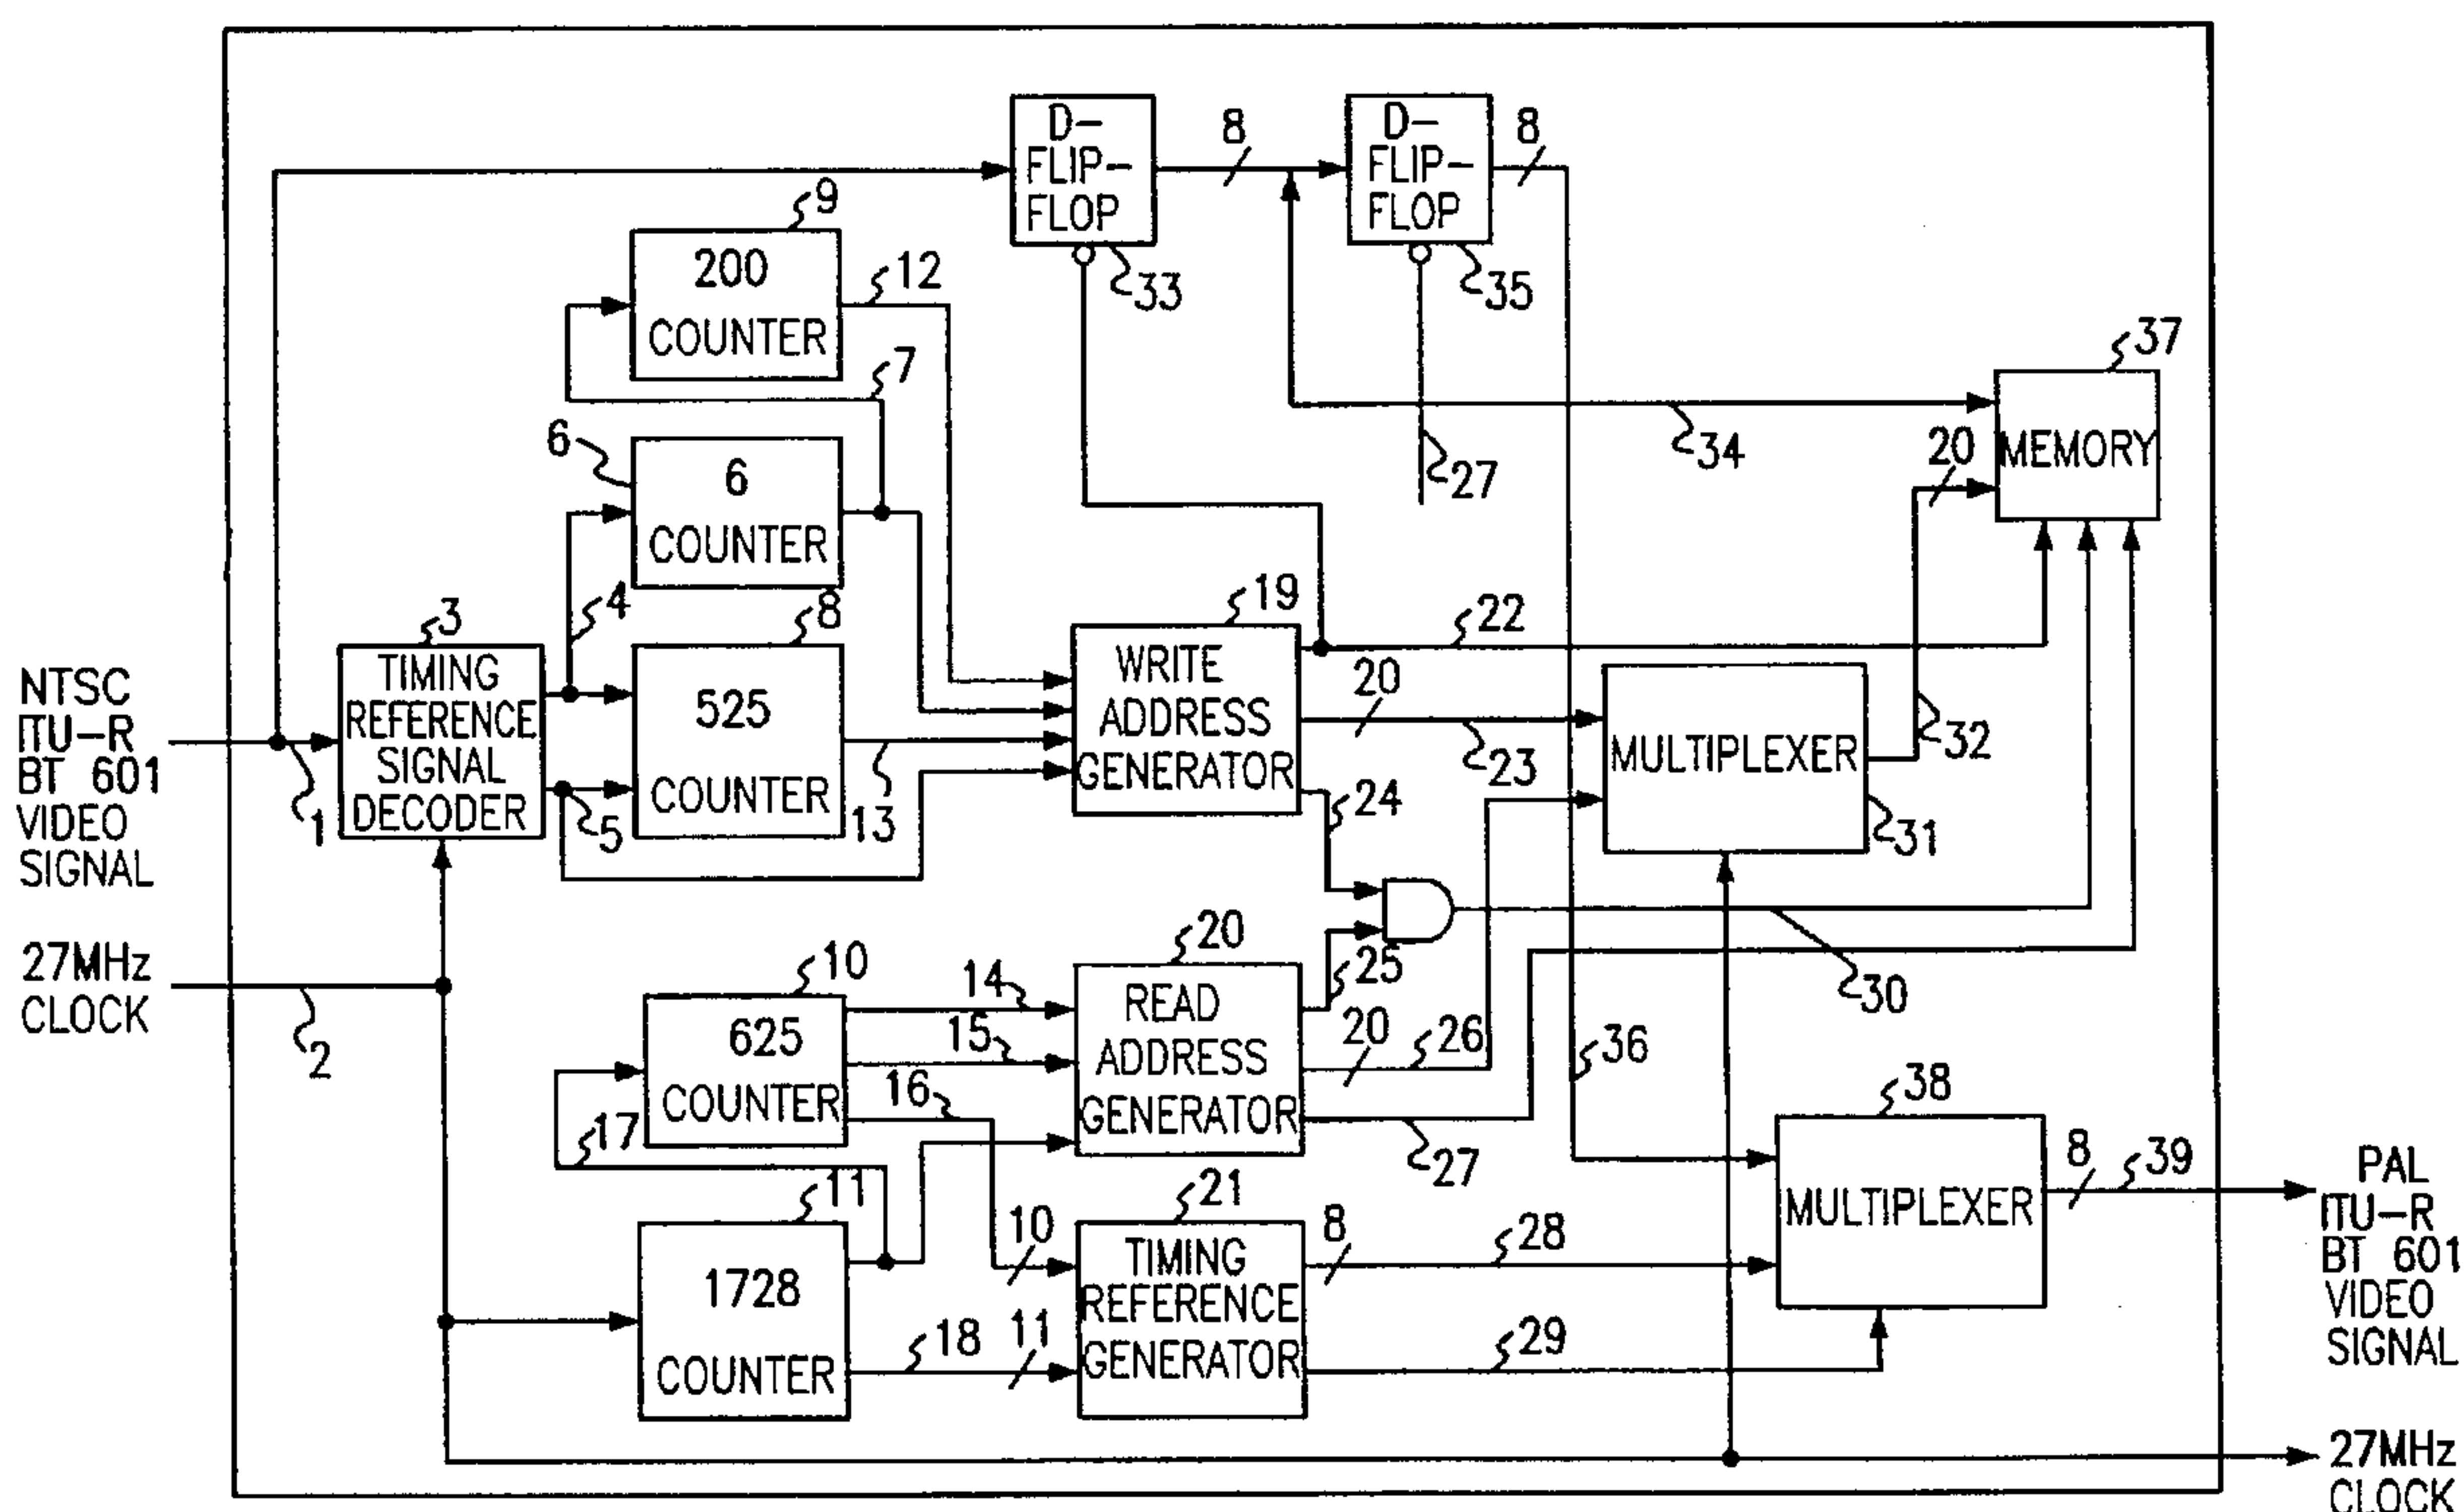 D-
FLIP-
FLOP
33
8
D-
FLIP-
FLOP
35
8
9
200
COUNTER
12
7
6
6
COUNTER
4
27
34
37
MEMORY
20
NTSC
ITU-R
BT 601
VIDEO
SIGNAL
1
3
TIMING
REFERENCE
SIGNAL
DECODER
5
8
525
COUNTER
13
19
WRITE
ADDRESS
GENERATOR
22
20
23
24
MULTIPLEXER
31
32
27MHz
CLOCK
2
10
625
COUNTER
14
15
16
17
20
READ
ADDRESS
GENERATOR
25
20
26
27
30
36
11
1728
COUNTER
18
10
11
21
TIMING
REFERENCE
GENERATOR
8
28
29
38
MULTIPLEXER
8
39
PAL
ITU-R
BT 601
VIDEO
SIGNAL
27MHz
CLOCK